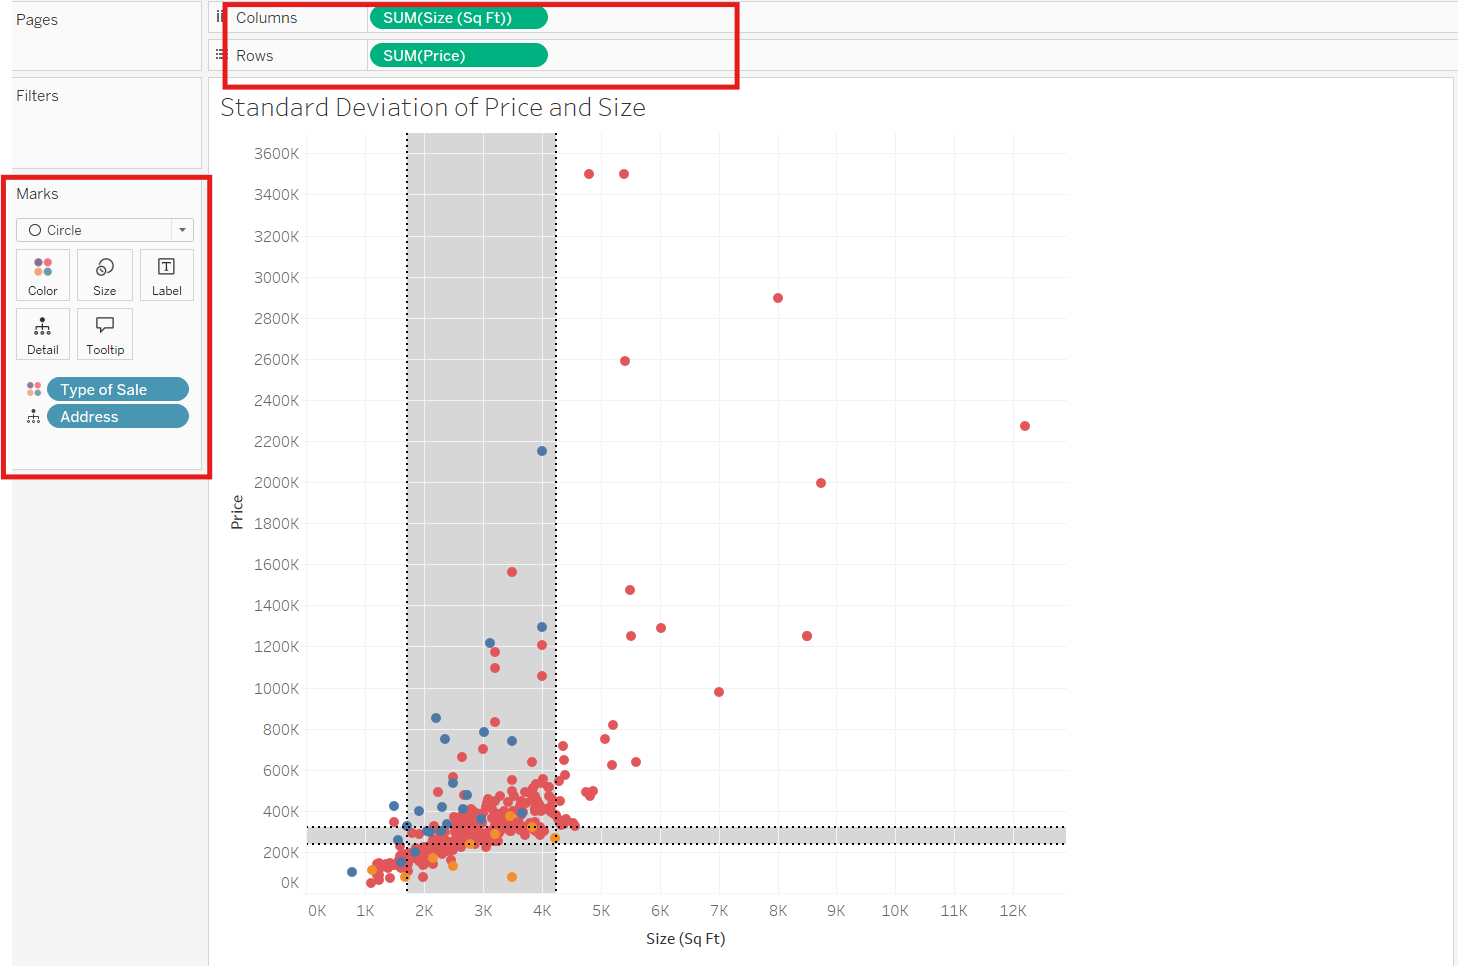 Pages
Columns
SUM(Size (Sq Ft))
Rows
SUM(Price)
Filters
Marks
Circle
Color
Size
Label
Detail
Tooltip
Type of Sale
Address
Standard Deviation of Price and Size
3600K
3400K
3200K
3000K
2800K
2600K
2400K
2200K
2000K
1800K
1600K
1400K
1200K
1000K
800K
600K
400K
200K
0K
Price
0K
1K
2K
3K
4K
5K
6K
7K
8K
9K
10K
11K
12K
Size (Sq Ft)